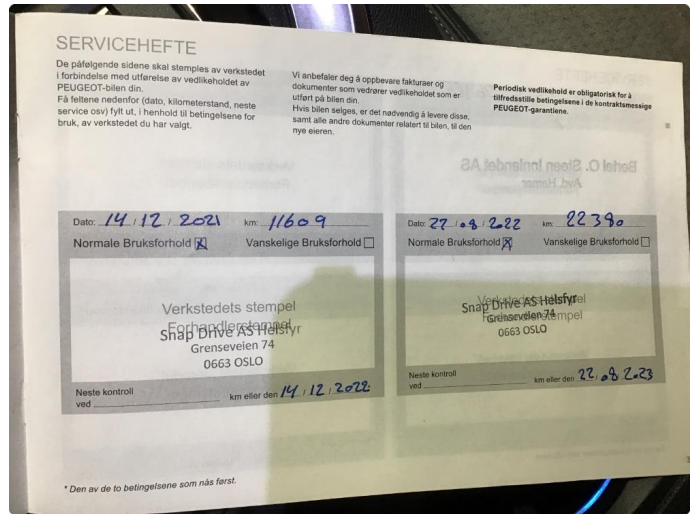 SERVICEHEFTE
De påfølgende sidene skal stemples av verkstedet
i forbindelse med utførelse av vedlikeholdet av
PEUGEOT-bilen din.
Få feltene nedenfor (dato, kilometerstand, neste
service osv) fylt ut, i henhold til betingelsene for
bruk, av verkstedet du har valgt.
Vi anbefaler deg å oppbevare fakturaer og
dokumenter som vedrører vedlikeholdet som er
utført på bilen din.
Hvis bilen selges, er det nødvendig å levere disse,
samt alle andre dokumenter relatert til bilen, til den
nye eieren.
Periodisk vedlikehold er obligatorisk for å
tilfredsstille betingelsene i de kontraktsmessige
PEUGEOT-garantiene.
Dato: 14 / 12 / 2021 km: 11609
Normale Bruksforhold Vanskelige Bruksforhold
Verkstedets stempel
Forhandlerstempel
Snap Drive AS Helsfyr
Grenseveien 74
0663 OSLO
Neste kontroll
ved km eller den 14 / 12 / 2022
Dato: 22 / 08 / 2022 km: 22380
Normale Bruksforhold Vanskelige Bruksforhold
Verkstedets stempel
Snap Drive AS Helsfyr
Forhandlerstempel
Grenseveien 74
0663 OSLO
Neste kontroll
ved km eller den 22 / 08 / 2023
* Den av de to betingelsene som nås først.